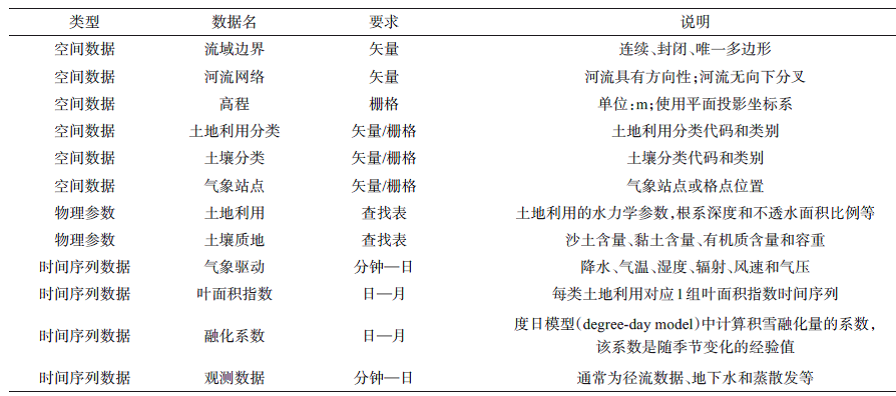 类型 数据名 要求 说明
空间数据 流域边界 矢量 连续、封闭、唯一多边形
空间数据 河流网络 矢量 河流具有方向性;河流无向下分叉
空间数据 高程 栅格 单位:m;使用平面投影坐标系
空间数据 土地利用分类 矢量/栅格 土地利用分类代码和类别
空间数据 土壤分类 矢量/栅格 土壤分类代码和类别
空间数据 气象站点 矢量/栅格 气象站点或格点位置
物理参数 土地利用 查找表 土地利用的水力学参数,根系深度和不透水面积比例等
物理参数 土壤质地 查找表 沙土含量、黏土含量、有机质含量和容重
时间序列数据 气象驱动 分钟—日 降水、气温、湿度、辐射、风速和气压
时间序列数据 叶面积指数 日—月 每类土地利用对应1组叶面积指数时间序列
时间序列数据 融化系数 日—月 度日模型(degree-day model)中计算积雪融化量的系数,
该系数是随季节变化的经验值
时间序列数据 观测数据 分钟—日 通常为径流数据、地下水和蒸散发等